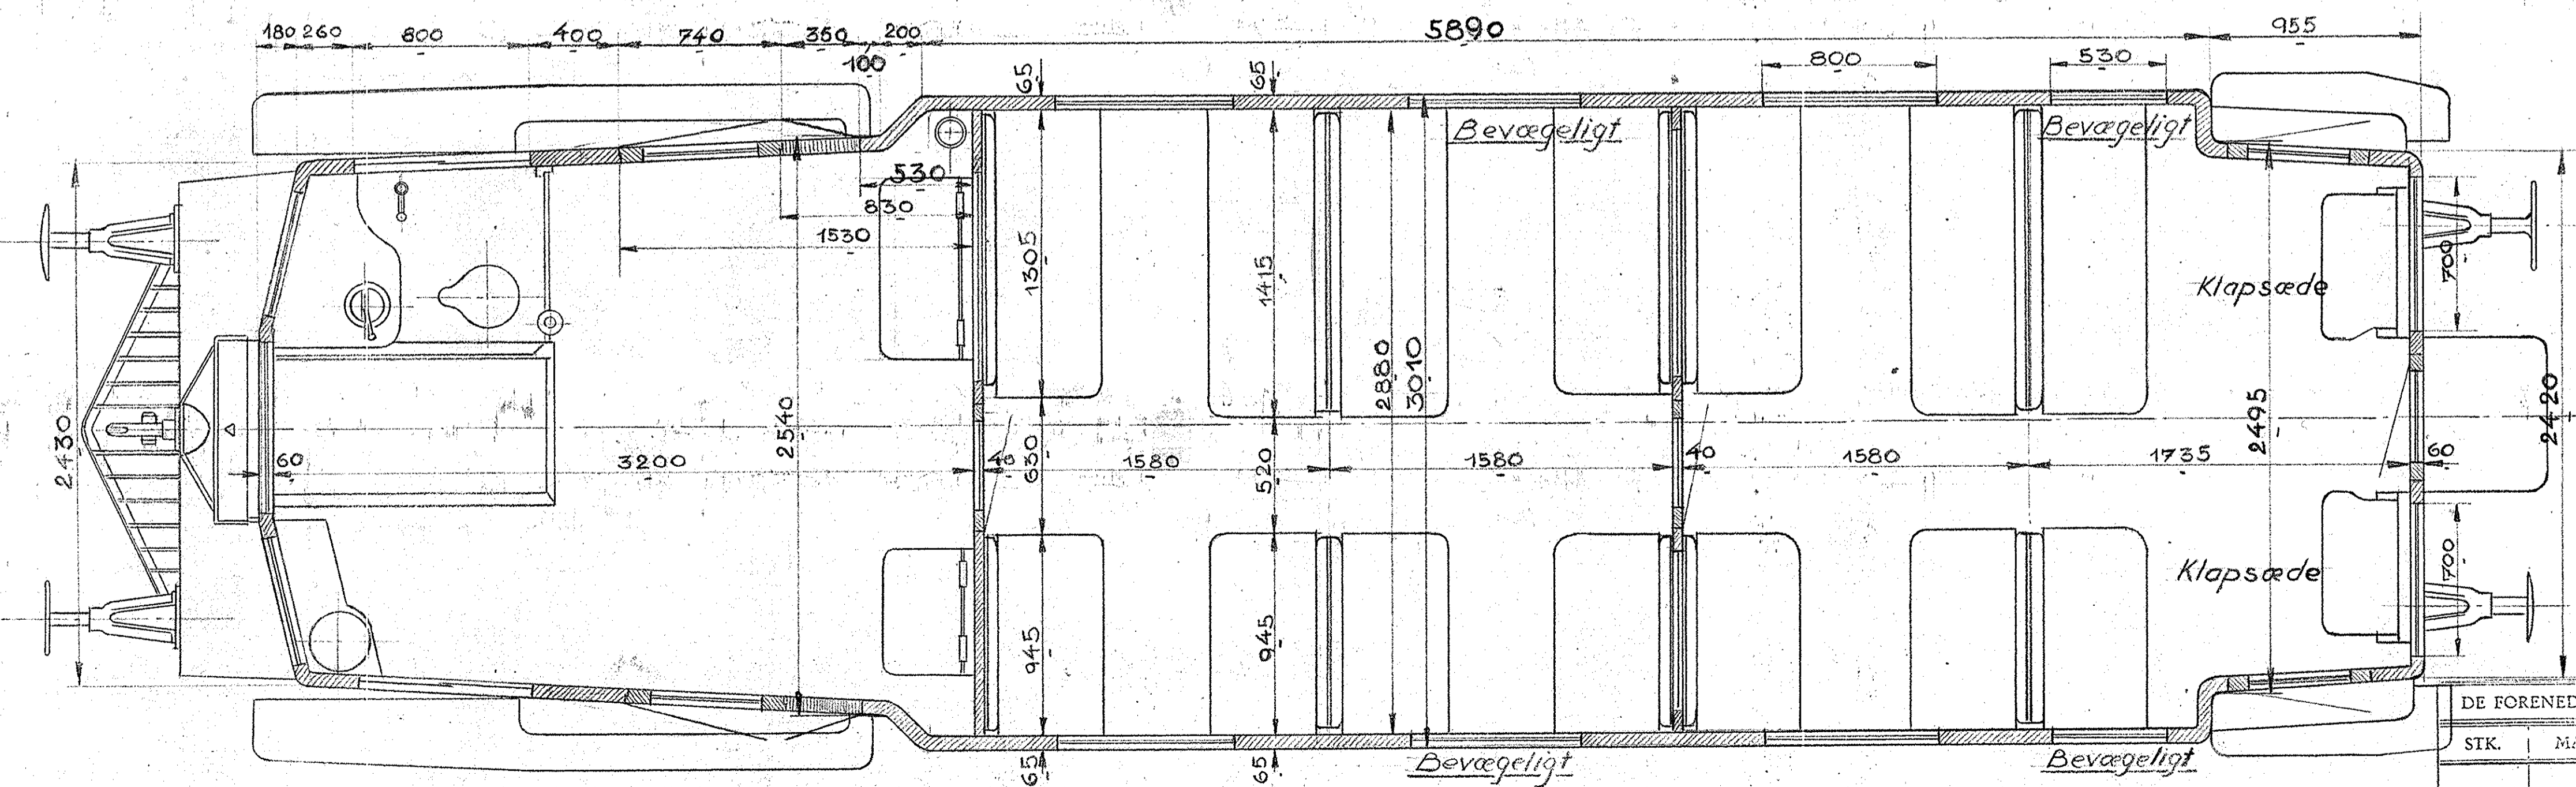 180 260 800 400 740 350 200 5890 955
100 65 65 800 530
Bevægeligt Bevægeligt
530
830
1530
1305 1415 700
Klapsæde
2880 3010
2430 2540 2495 2420
60 3200 40 630 1580 520 1580 40 1580 1735 60
Klapsæde 700
945 945
DE FORENED
STK. MA
65 65 Bevægeligt Bevægeligt